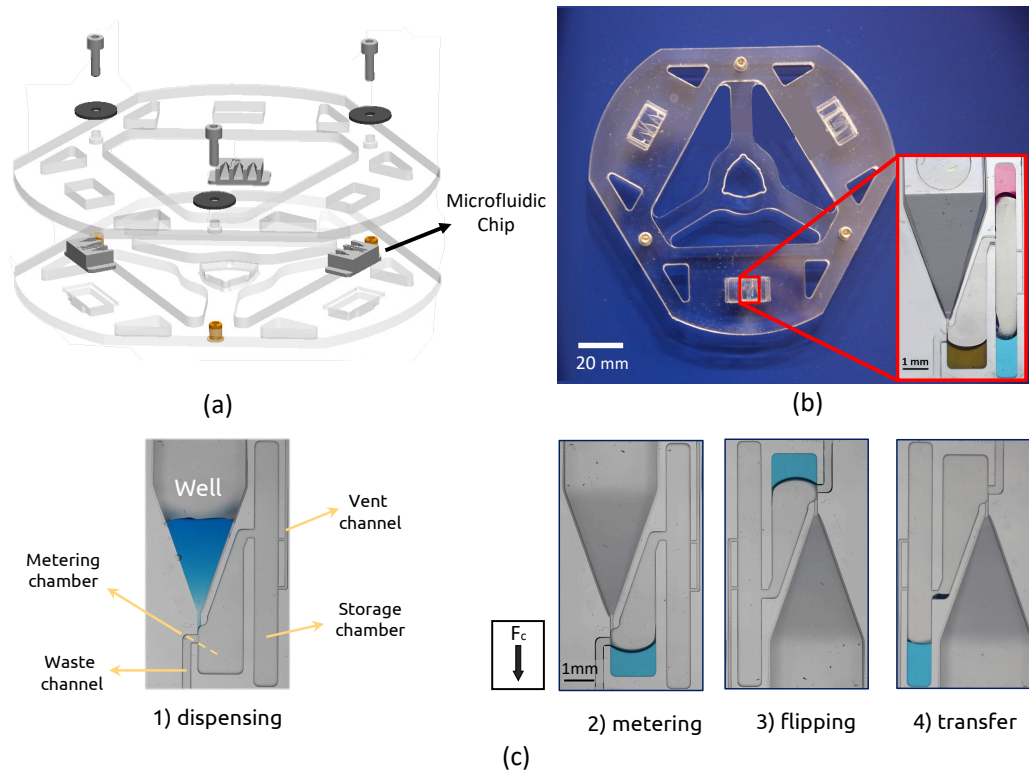 Microfluidic
Chip
(a)
20 mm
1 mm
(b)
Well
Vent
channel
Metering
chamber
Storage
chamber
Waste
channel
1) dispensing
Fc
1mm
2) metering
3) flipping
4) transfer
(c)